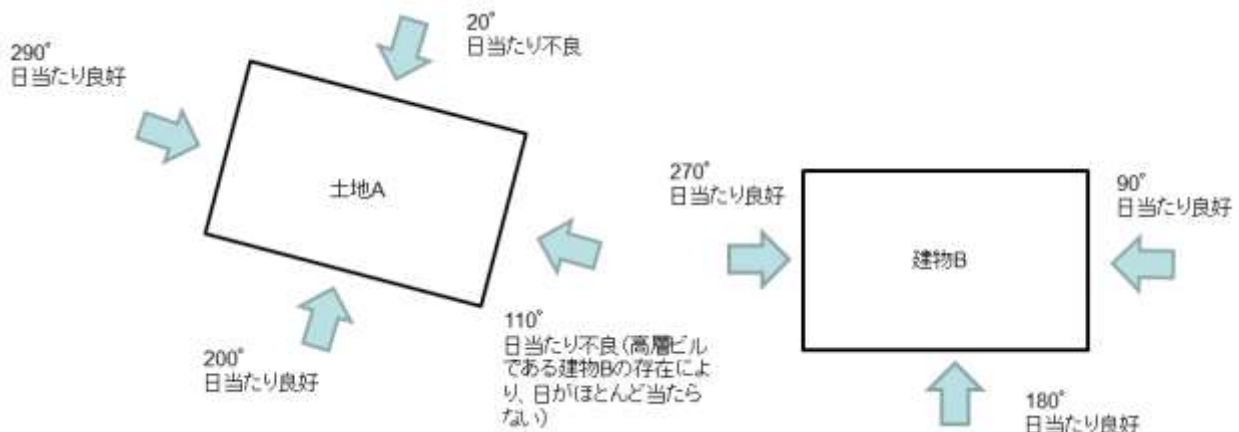 20°
日当たり不良
290°
日当たり良好
土地A
270°
日当たり良好
90°
日当たり良好
建物B
110°
日当たり不良(高層ビル
である建物Bの存在によ
り、日がほとんど当たら
ない)
200°
日当たり良好
180°
日当たり良好